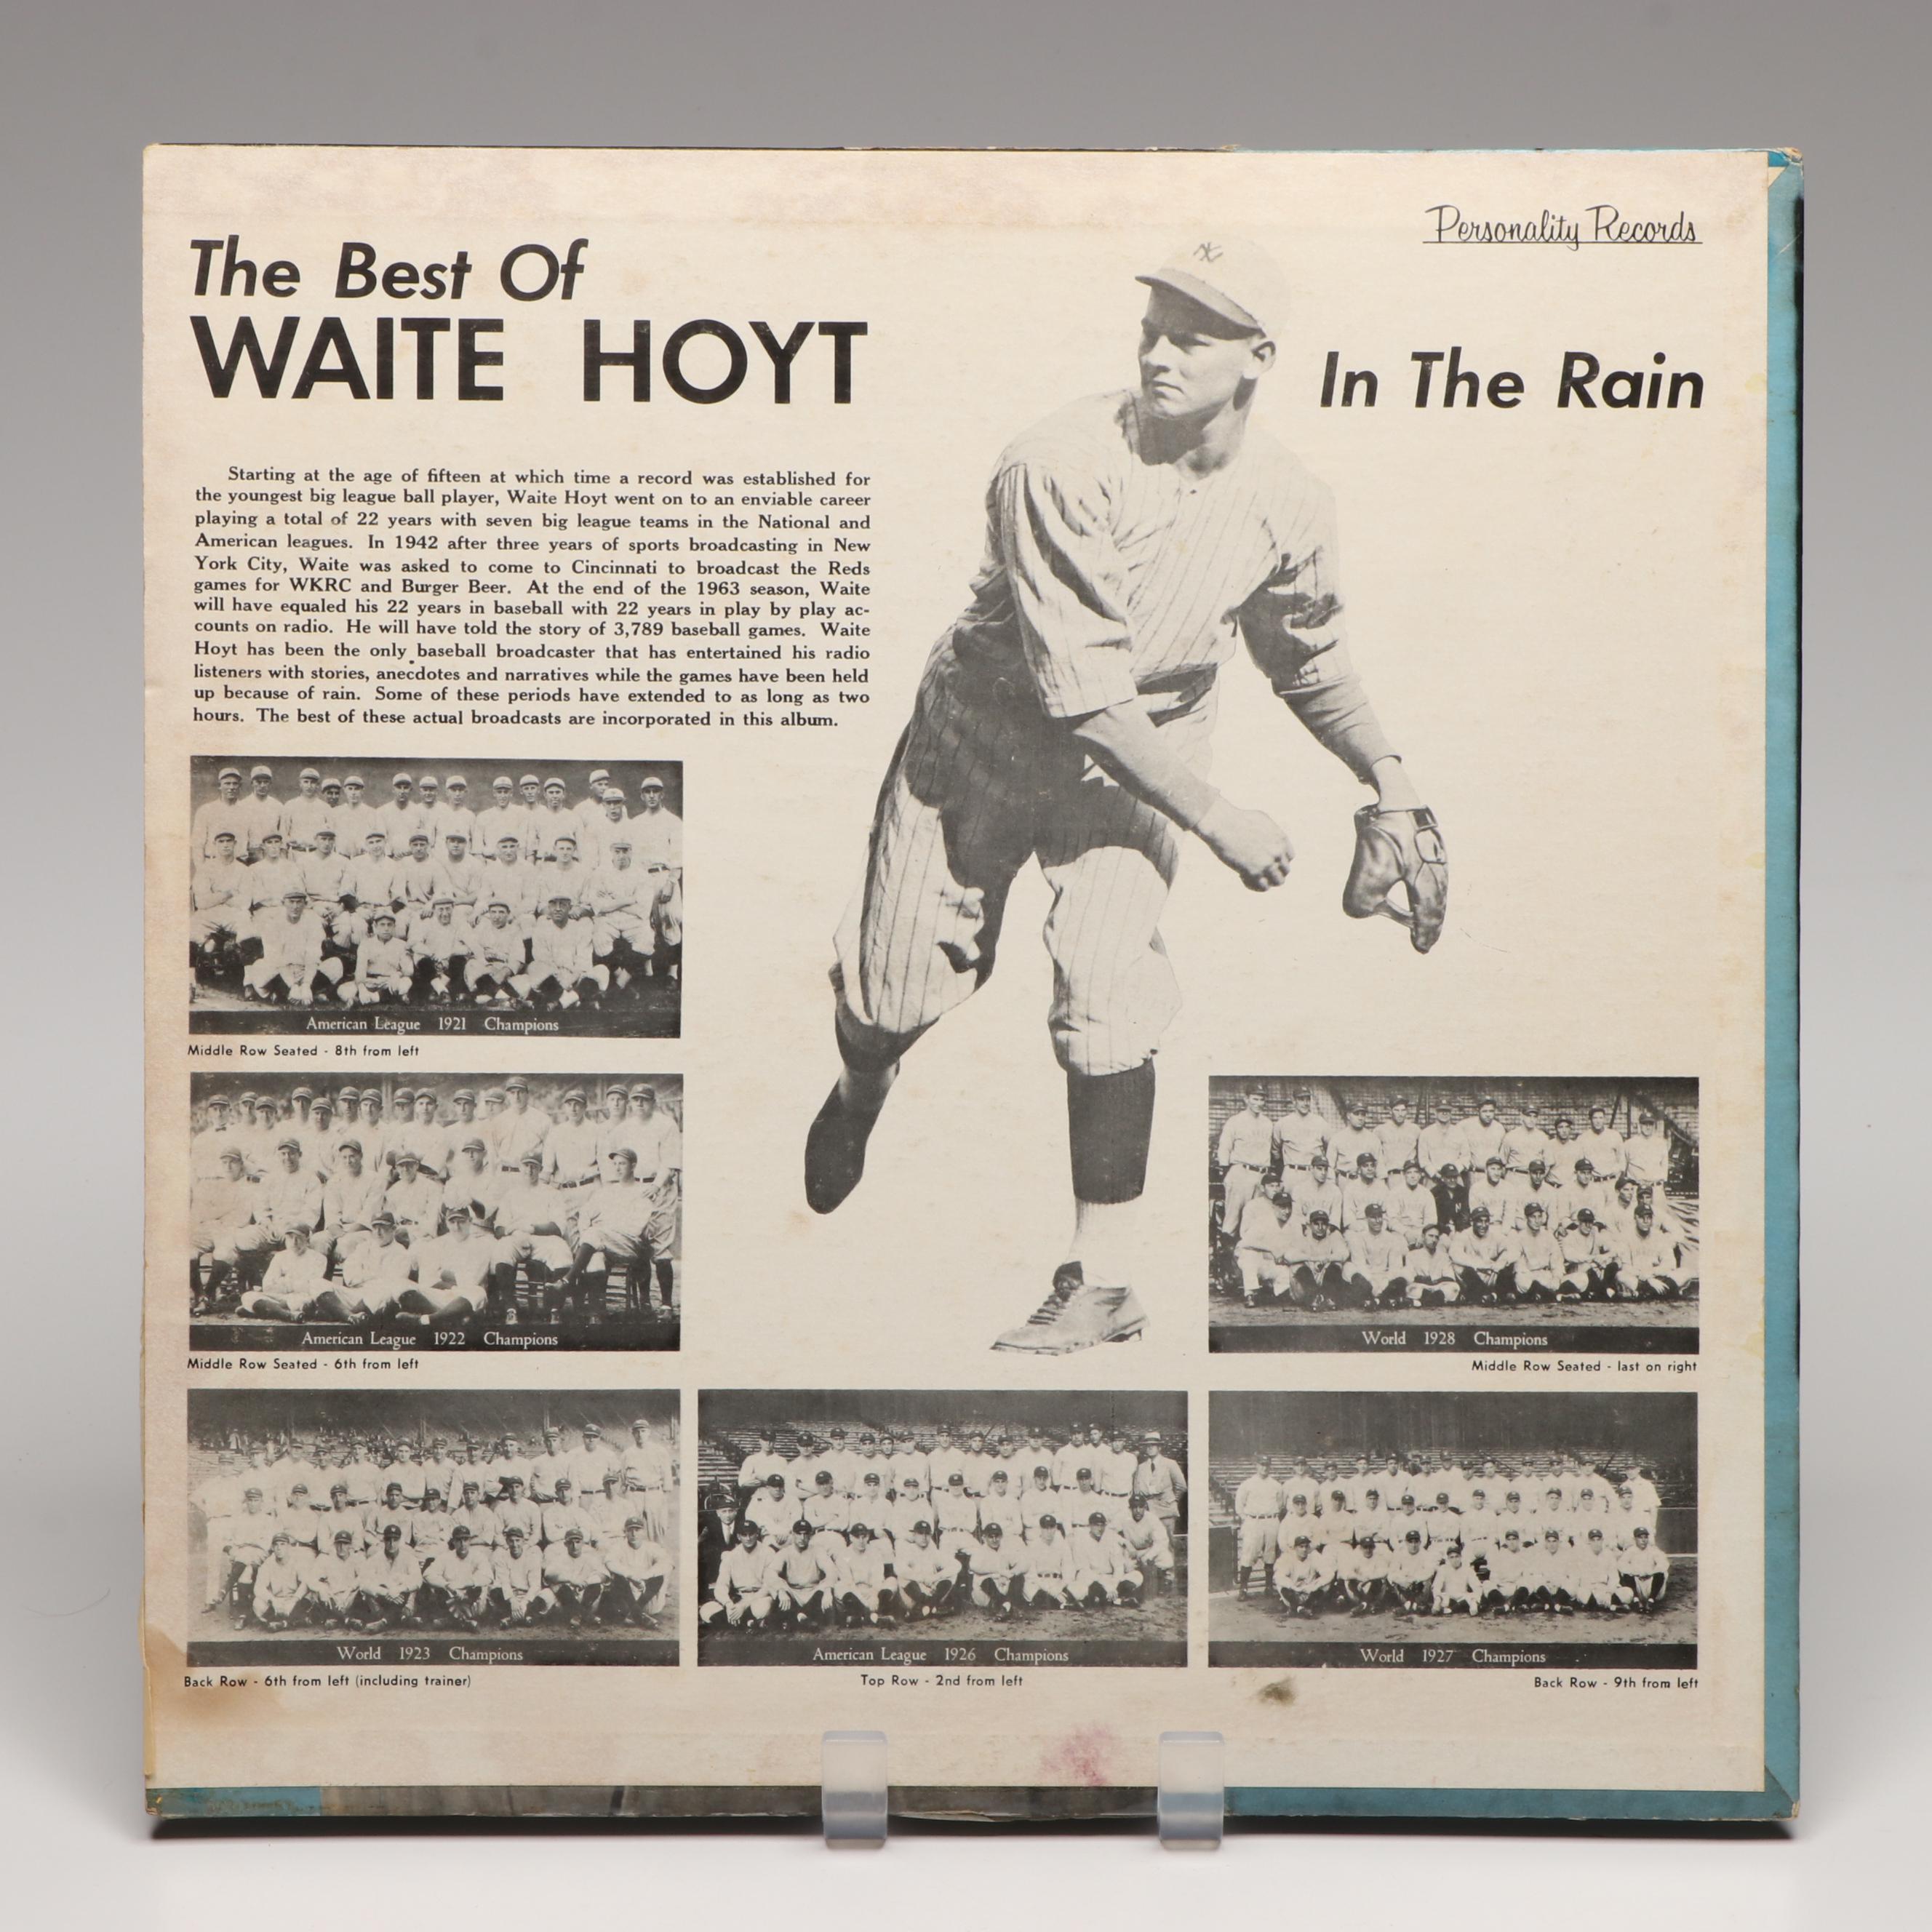 Personality Records
The Best Of
WAITE HOYT
In The Rain
Starting at the age of fifteen at which time a record was established for
the youngest big league ball player, Waite Hoyt went on to an enviable career
playing a total of 22 years with seven big league teams in the National and
American leagues. In 1942 after three years of sports broadcasting in New
York City, Waite was asked to come to Cincinnati to broadcast the Reds
games for WKRC and Burger Beer. At the end of the 1963 season, Waite
will have equaled his 22 years in baseball with 22 years in play by play ac-
counts on radio. He will have told the story of 3,789 baseball games. Waite
Hoyt has been the only baseball broadcaster that has entertained his radio
listeners with stories, anecdotes and narratives while the games have been held
up because of rain. Some of these periods have extended to as long as two
hours. The best of these actual broadcasts are incorporated in this album.
American League 1921 Champions
Middle Row Seated - 8th from left
American League 1922 Champions
Middle Row Seated - 6th from left
World 1928 Champions
Middle Row Seated - last on right
World 1923 Champions
Back Row - 6th from left (including trainer)
American League 1926 Champions
Top Row - 2nd from left
World 1927 Champions
Back Row - 9th from left